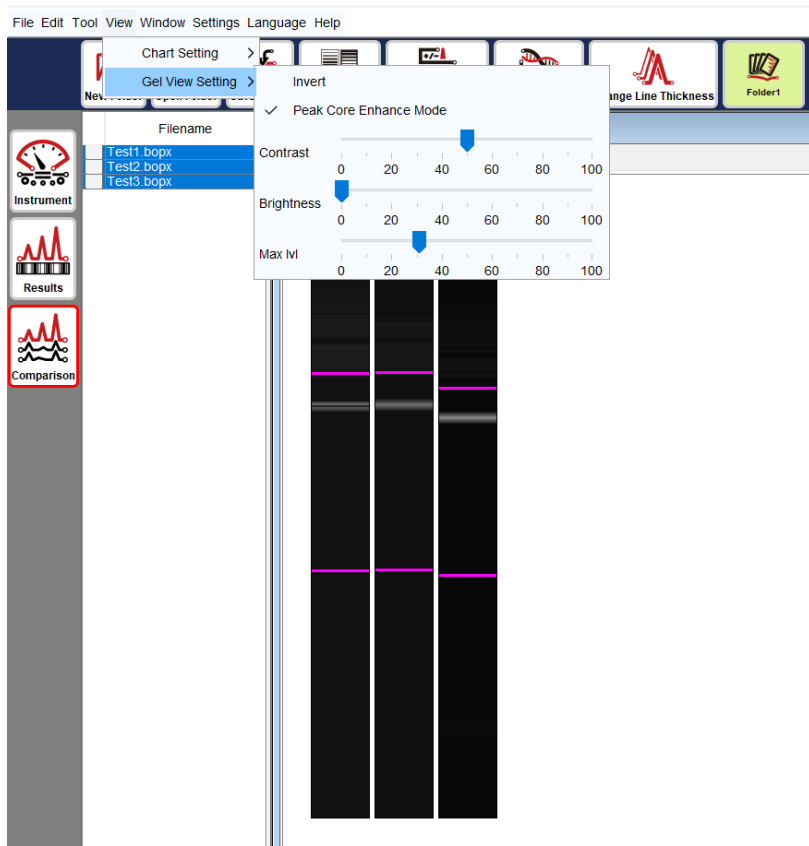 File Edit Tool View Window Settings Language Help
Chart Setting
Gel View Setting
Invert
Peak Core Enhance Mode
Contrast
0 20 40 60 80 100
Brightness
0 20 40 60 80 100
Max lvl
0 20 40 60 80 100
+/-
nge Line Thickness
Folder1
Filename
Test1.bopx
Test2.bopx
Test3.bopx
Instrument
Results
Comparison